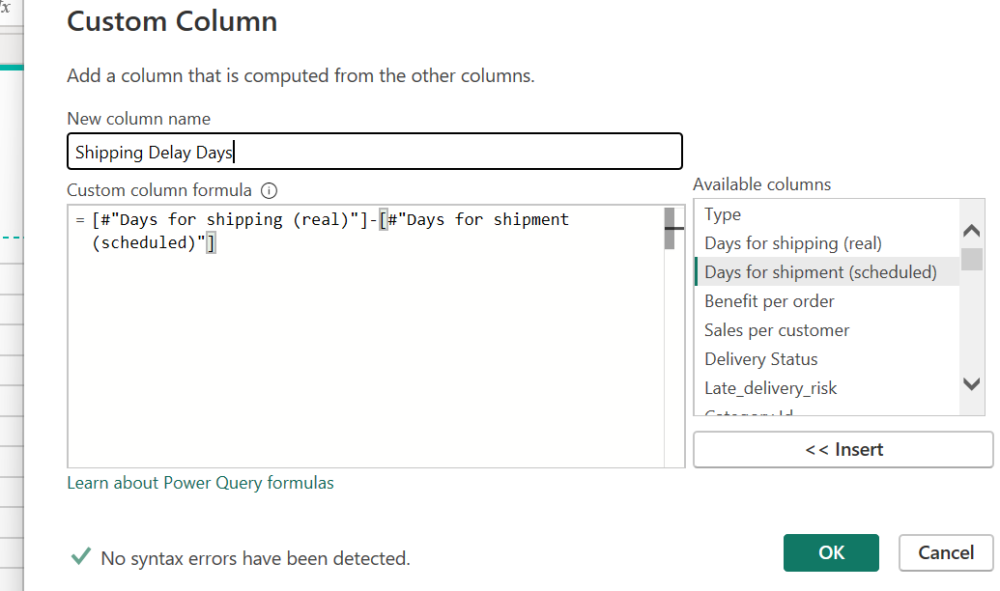 Custom Column
Add a column that is computed from the other columns.
New column name
Shipping Delay Days
Custom column formula
= [#"Days for shipping (real)"]-[#"Days for shipment
(scheduled)"]
Available columns
Type
Days for shipping (real)
Days for shipment (scheduled)
Benefit per order
Sales per customer
Delivery Status
Late_delivery_risk
<< Insert
Learn about Power Query formulas
No syntax errors have been detected.
OK
Cancel